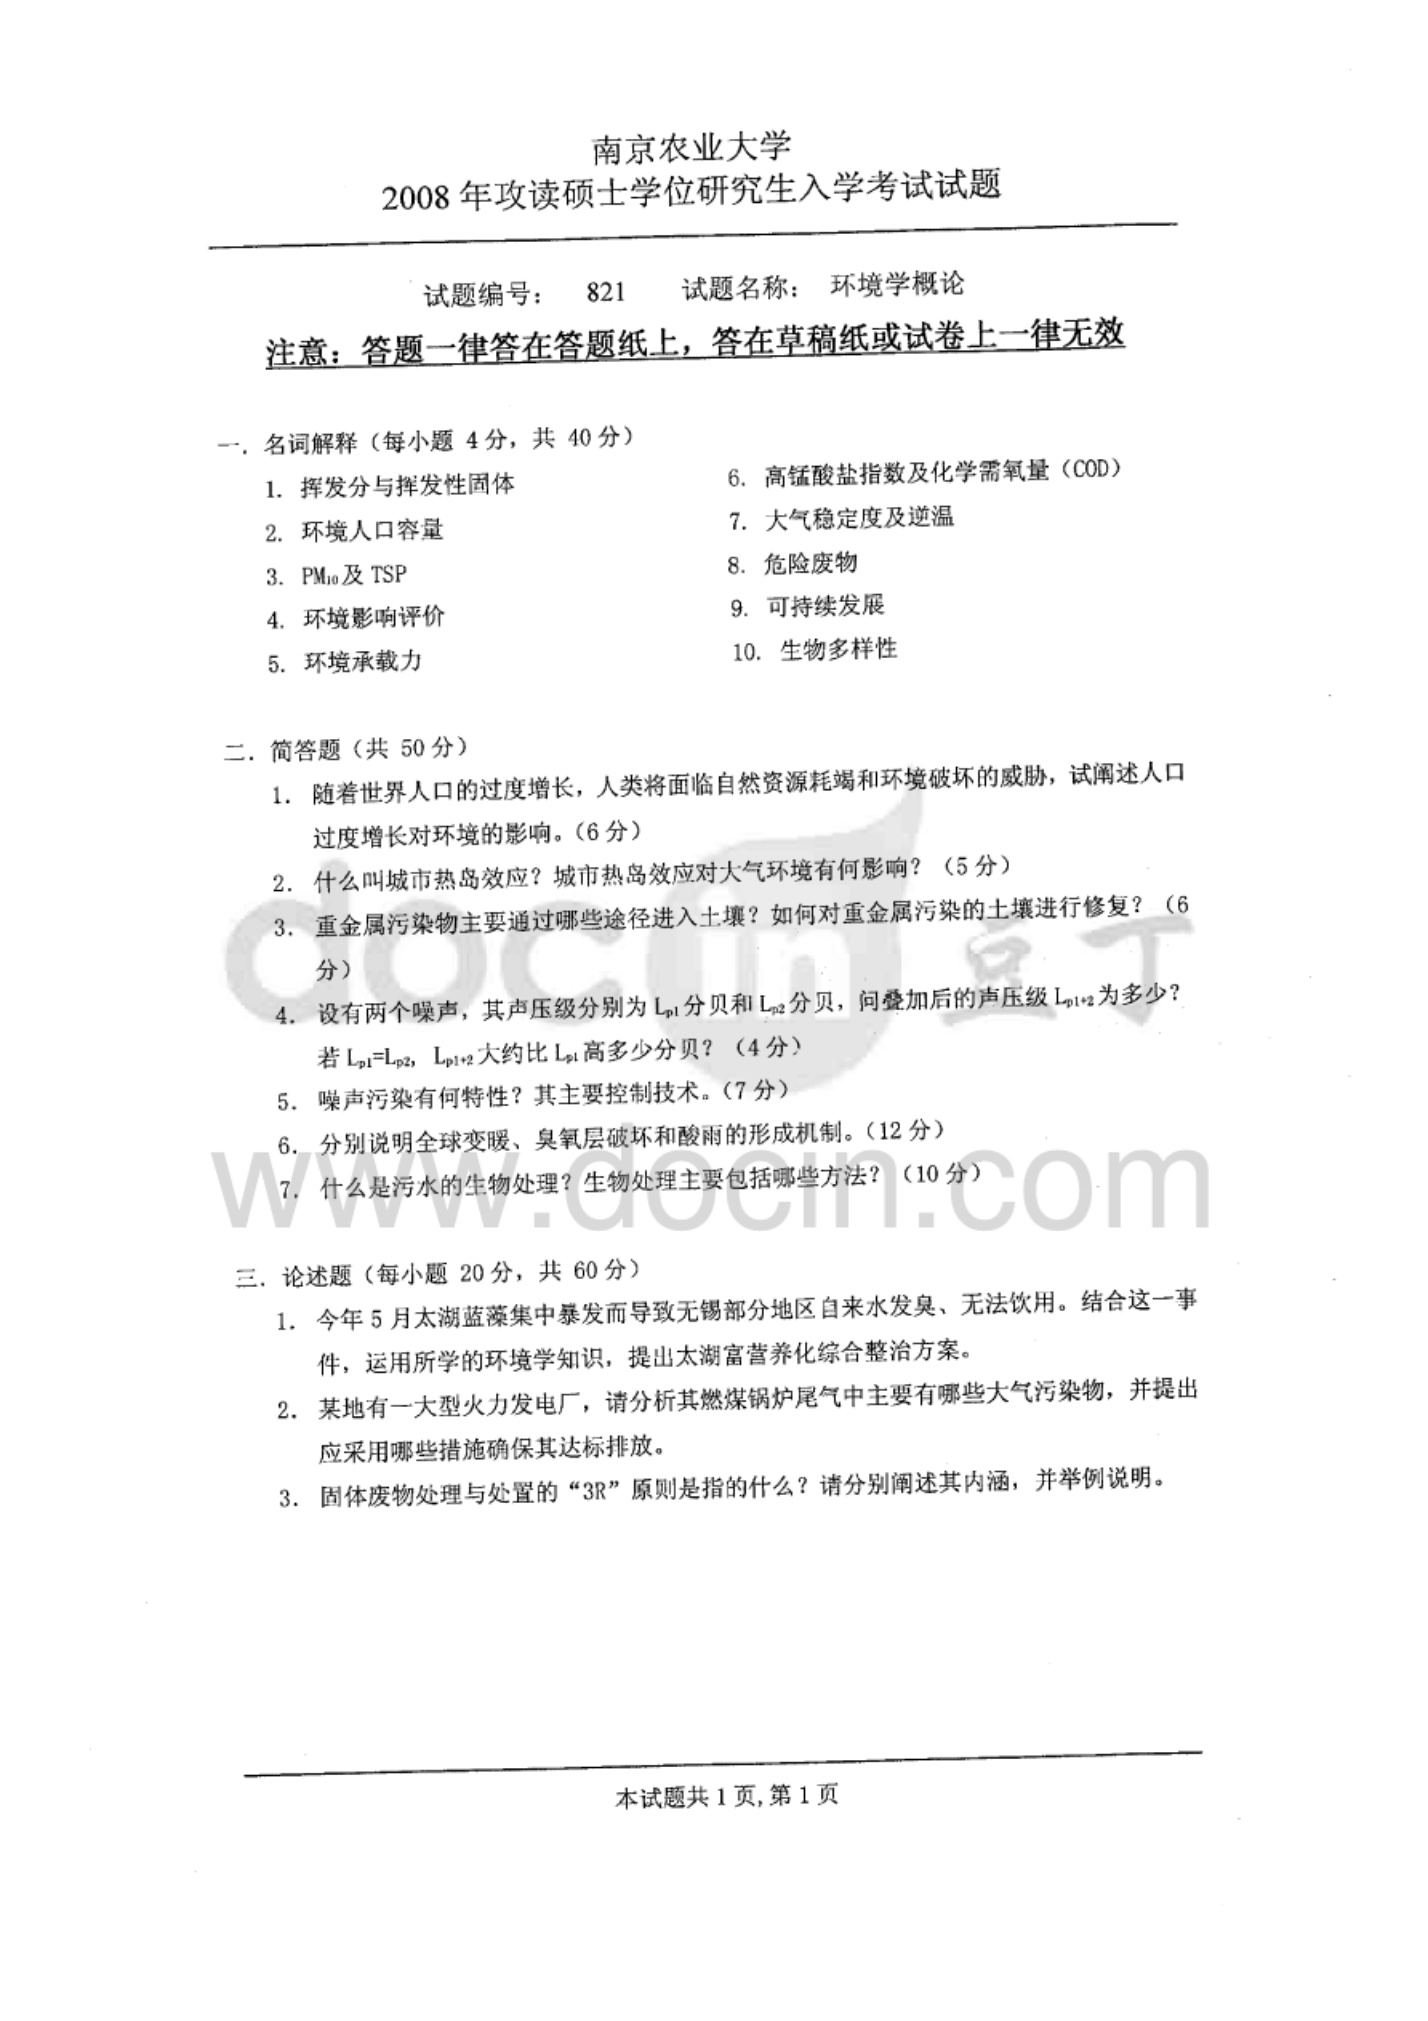 南京农业大学
2008 年攻读硕士学位研究生入学考试试题
试题编号： 821 试题名称： 环境学概论
注意：答题一律答在答题纸上，答在草稿纸或试卷上一律无效
一．名词解释（每小题 4分，共 40分）
1. 挥发分与挥发性固体
2. 环境人口容量
3. PM₁₀及 TSP
4. 环境影响评价
5. 环境承载力
6. 高锰酸盐指数及化学需氧量（COD）
7. 大气稳定度及逆温
8. 危险废物
9. 可持续发展
10. 生物多样性
二．简答题（共 50分）
1. 随着世界人口的过度增长，人类将面临自然资源耗竭和环境破坏的威胁，试阐述人口
过度增长对环境的影响。（6分）
2. 什么叫城市热岛效应？城市热岛效应对大气环境有何影响？（5分）
3. 重金属污染物主要通过哪些途径进入土壤？如何对重金属污染的土壤进行修复？（6
分）
4. 设有两个噪声，其声压级分别为 Lp1分贝和 Lp2分贝，问叠加后的声压级 Lp1+2为多少？
若 Lp1=Lp2，Lp1+2大约比 Lp1高多少分贝？（4分）
5. 噪声污染有何特性？其主要控制技术。（7分）
6. 分别说明全球变暖、臭氧层破坏和酸雨的形成机制。（12分）
7. 什么是污水的生物处理？生物处理主要包括哪些方法？（10分）
三．论述题（每小题 20分，共 60分）
1. 今年 5月太湖蓝藻集中暴发而导致无锡部分地区自来水发臭、无法饮用。结合这一事
件，运用所学的环境学知识，提出太湖富营养化综合整治方案。
2. 某地有一大型火力发电厂，请分析其燃煤锅炉尾气中主要有哪些大气污染物，并提出
应采用哪些措施确保其达标排放。
3. 固体废物处理与处置的“3R”原则是指的什么？请分别阐述其内涵，并举例说明。
本试题共 1 页,第 1 页
docin 豆丁
www.docin.com